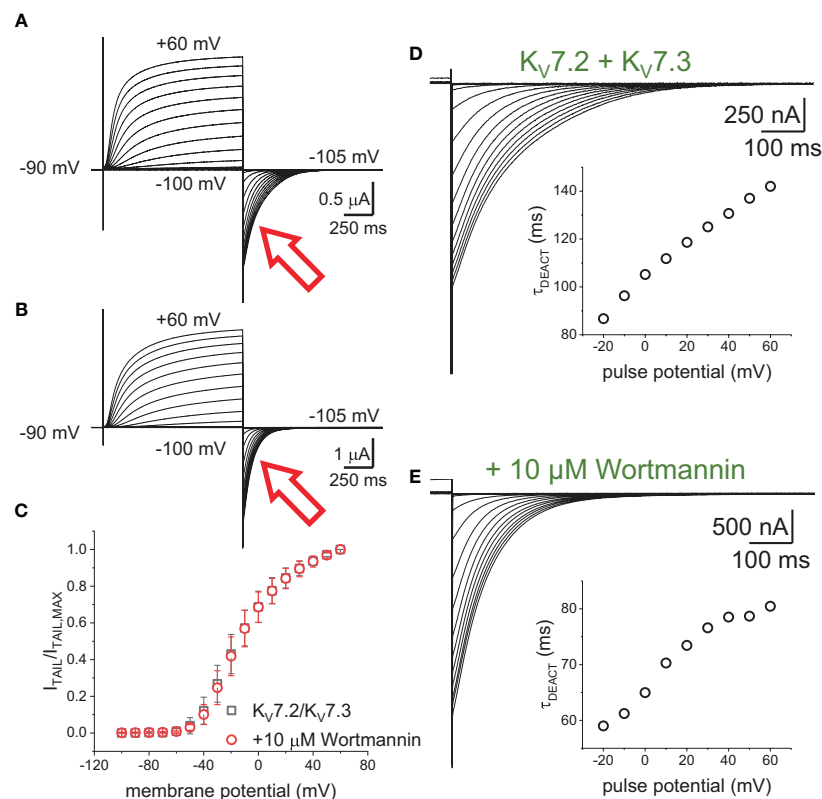 A
+60 mV
-90 mV
-100 mV
-105 mV
0.5 μA
250 ms
B
+60 mV
-90 mV
-100 mV
-105 mV
1 μA
250 ms
C
I_TAIL/I_TAIL,MAX
1.0
0.8
0.6
0.4
0.2
0.0
K_V7.2/K_V7.3
+10 μM Wortmannin
-120 -80 -40 0 40 80
membrane potential (mV)
D
K_V7.2 + K_V7.3
250 nA
100 ms
τ_DEACT (ms)
140
120
100
80
-20 0 20 40 60
pulse potential (mV)
E
+ 10 μM Wortmannin
500 nA
100 ms
τ_DEACT (ms)
80
70
60
-20 0 20 40 60
pulse potential (mV)